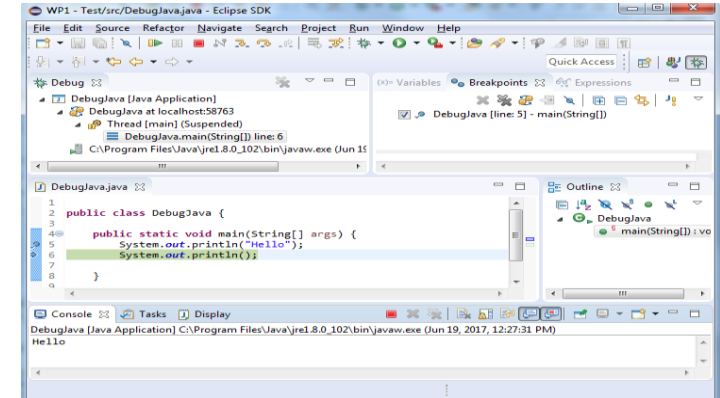 WP1 - Test/src/DebugJava.java - Eclipse SDK
File Edit Source Refactor Navigate Search Project Run Window Help
Quick Access
Debug
(x)= Variables Breakpoints Expressions
DebugJava [Java Application]
DebugJava at localhost:58763
Thread [main] (Suspended)
DebugJava.main(String[]) line: 6
C:\Program Files\Java\jre1.8.0_102\bin\javaw.exe (Jun 19
DebugJava [line: 5] - main(String[])
DebugJava.java
1
2 public class DebugJava {
3
4 public static void main(String[] args) {
5 System.out.println("Hello");
6 System.out.println();
7
8 }
9
Outline
DebugJava
S main(String[]) : vo
Console Tasks Display
DebugJava [Java Application] C:\Program Files\Java\jre1.8.0_102\bin\javaw.exe (Jun 19, 2017, 12:27:31 PM)
Hello